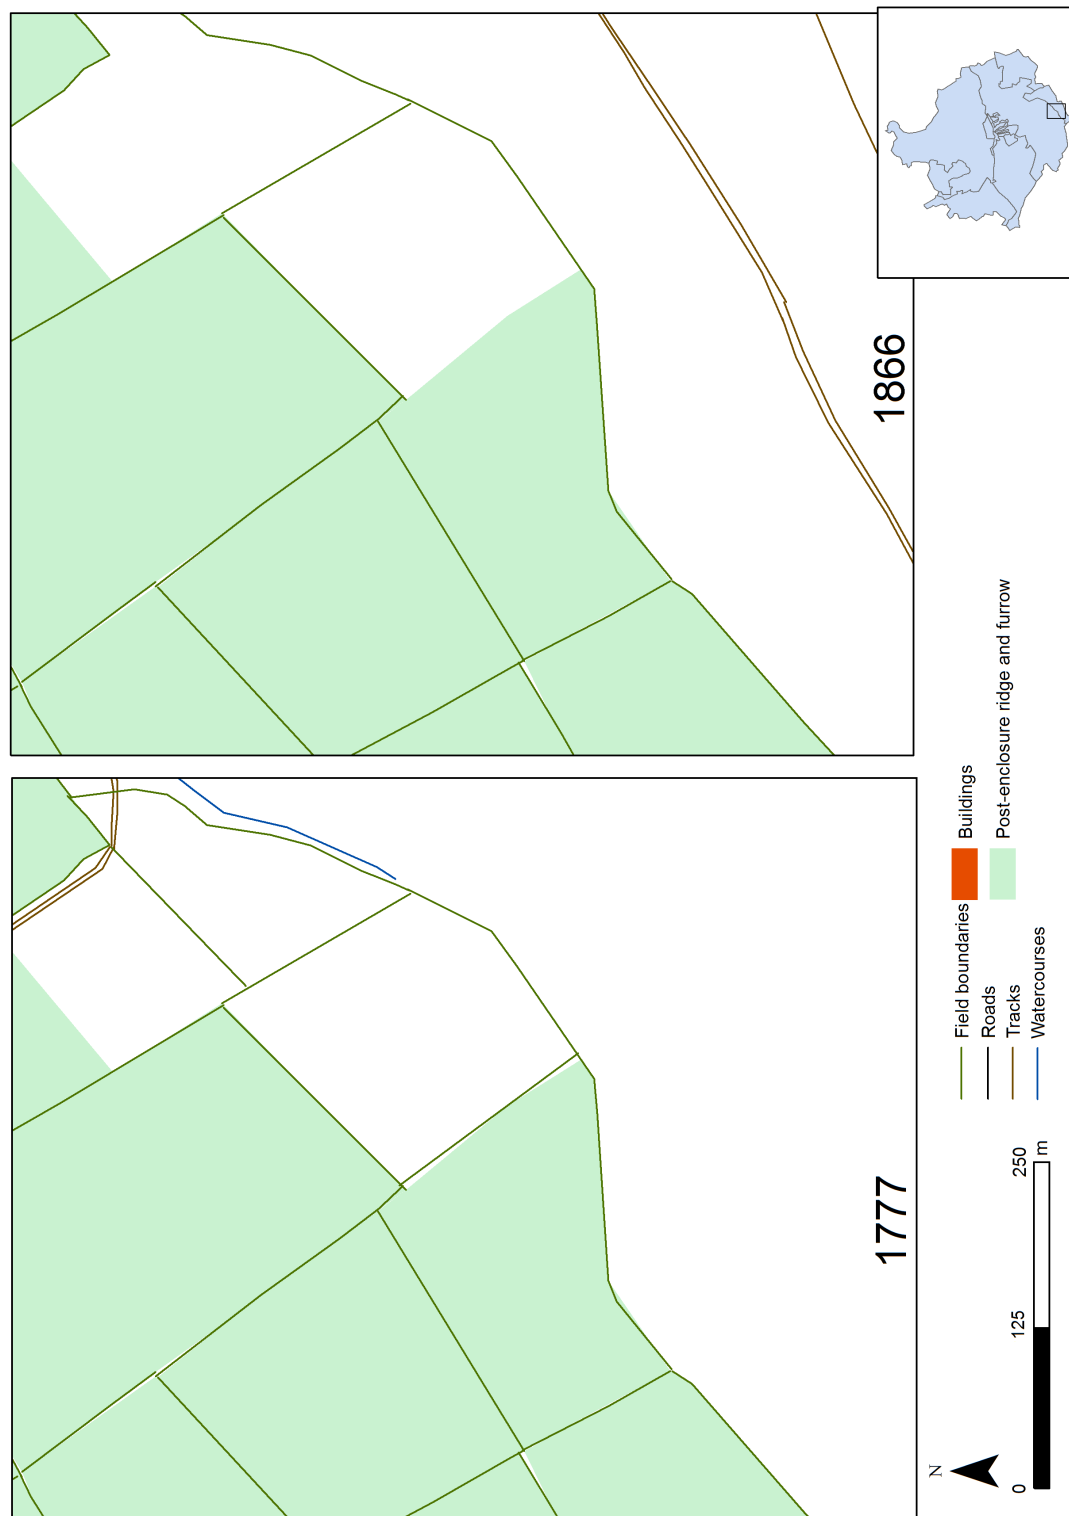 1777
1866
N
0 125 250
m
Field boundaries
Roads
Tracks
Watercourses
Buildings
Post-enclosure ridge and furrow